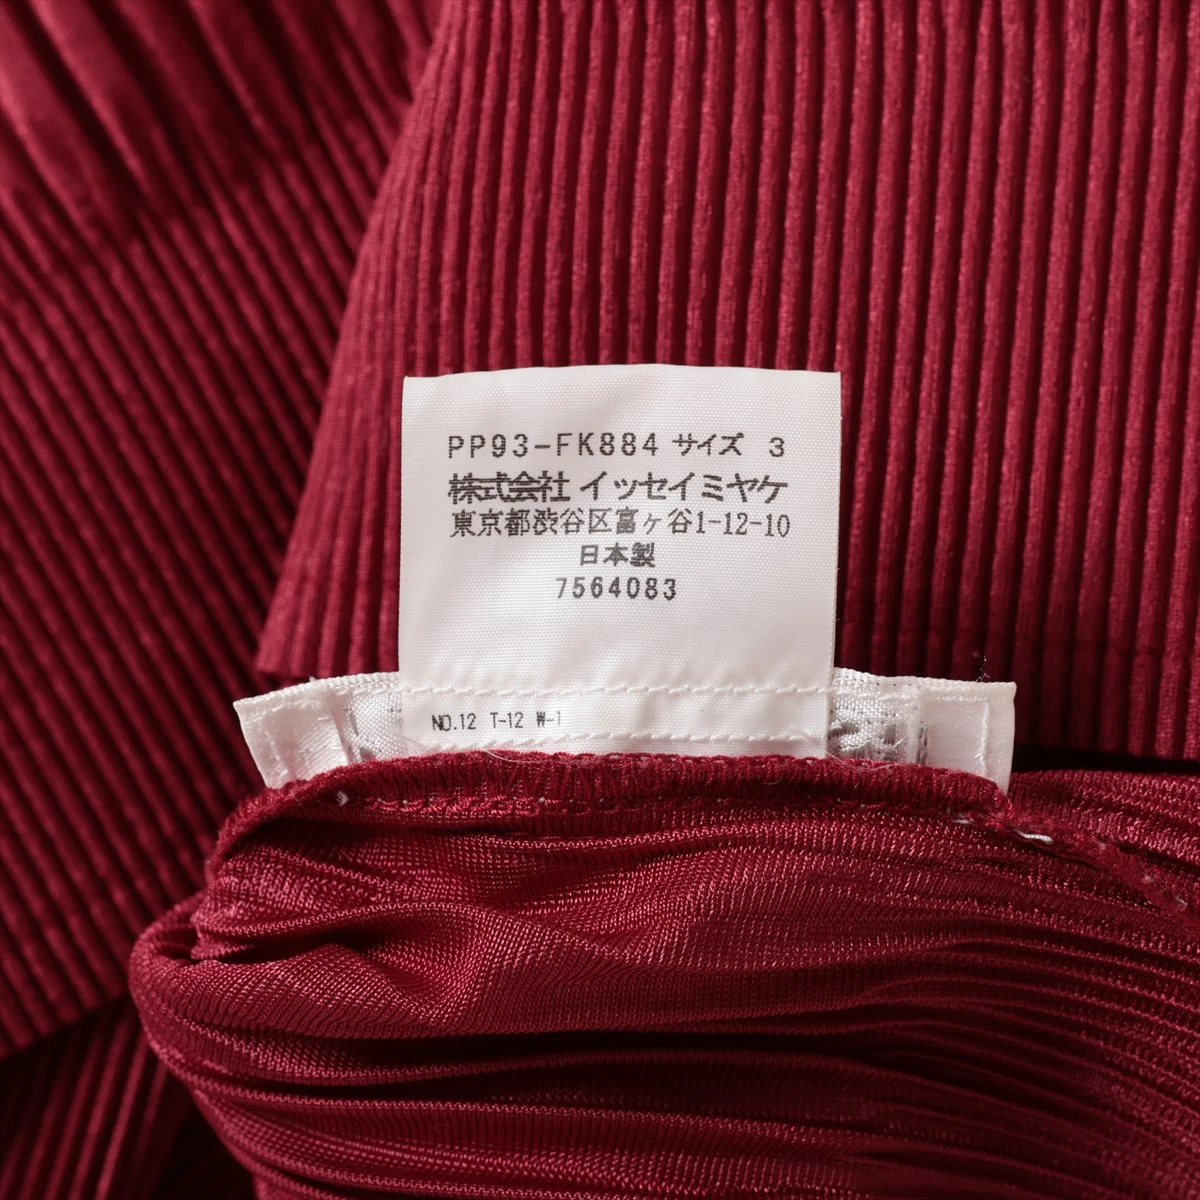 PP93-FK884 サイズ 3
株式会社 イッセイミヤケ
東京都渋谷区富ヶ谷1-12-10
日本製
7564083
NO.12 T-12 W-1